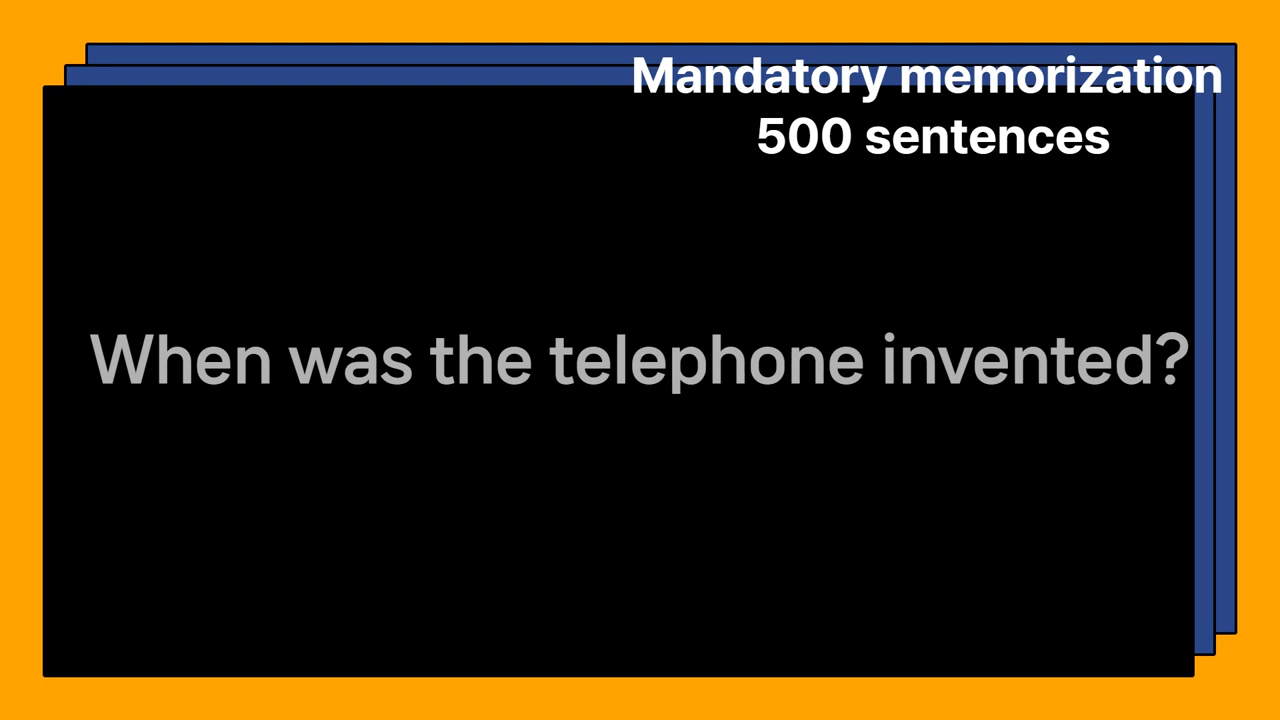 Mandatory memorization
500 sentences
When was the telephone invented?